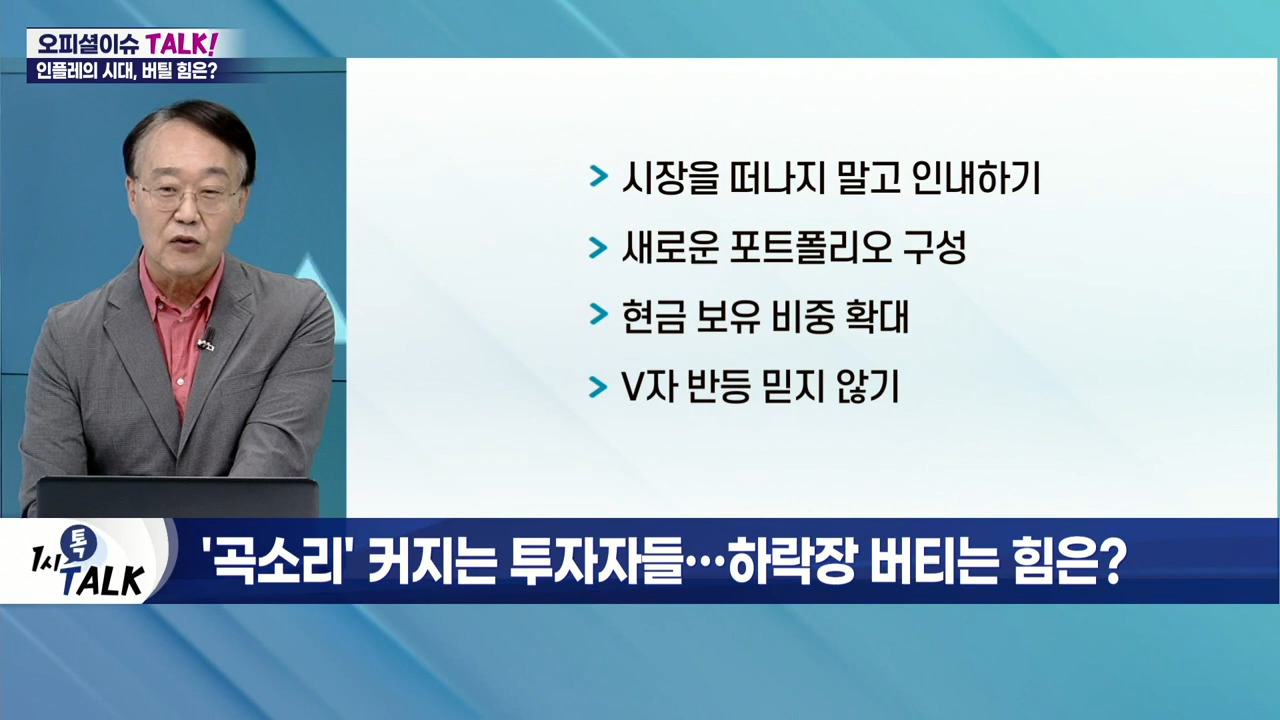 오피셜이슈 TALK!
인플레의 시대, 버틸 힘은?
> 시장을 떠나지 말고 인내하기
> 새로운 포트폴리오 구성
> 현금 보유 비중 확대
> V자 반등 믿지 않기
1시톡 TALK
'곡소리' 커지는 투자자들…하락장 버티는 힘은?